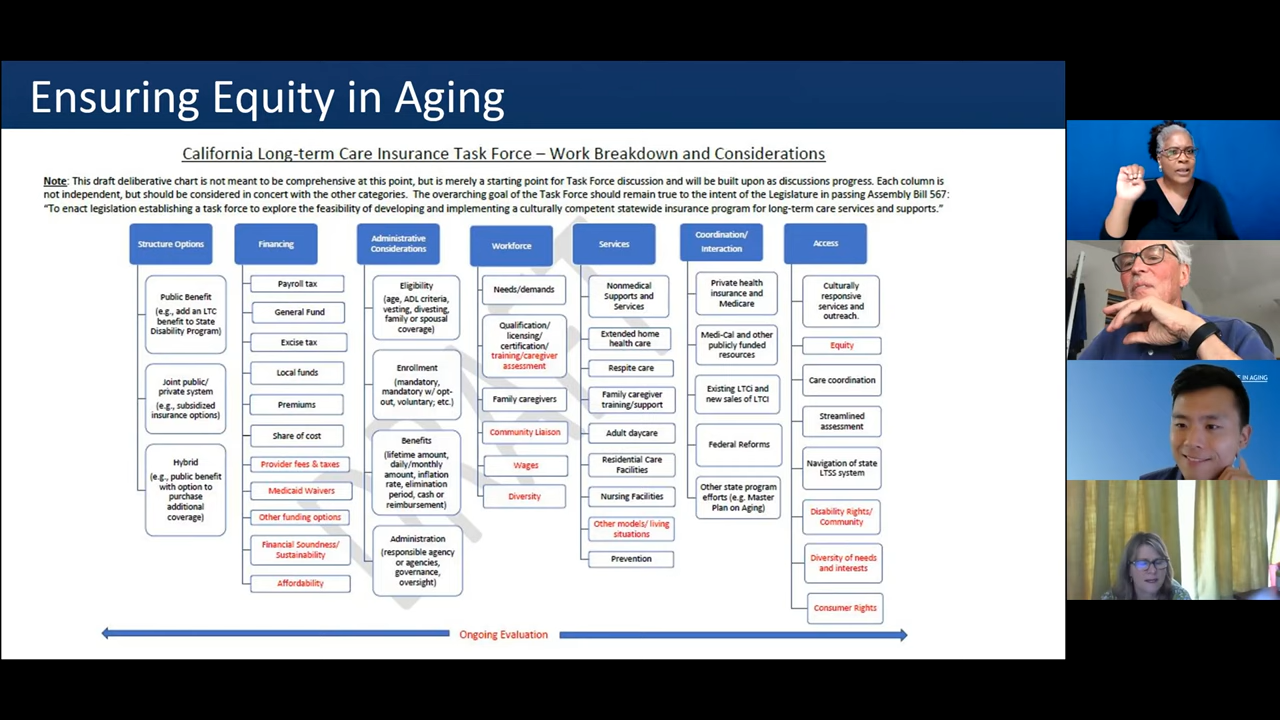 Ensuring Equity in Aging
California Long-term Care Insurance Task Force – Work Breakdown and Considerations
Note: This draft deliberative chart is not meant to be comprehensive at this point, but is merely a starting point for Task Force discussion and will be built upon as discussions progress. Each column is
not independent, but should be considered in concert with the other categories. The overarching goal of the Task Force should remain true to the intent of the Legislature in passing Assembly Bill 567:
“To enact legislation establishing a task force to explore the feasibility of developing and implementing a culturally competent statewide insurance program for long-term care services and supports.”
Structure Options
Public Benefit
(e.g., add an LTC
benefit to State
Disability Program)
Joint public/
private system
(e.g., subsidized
insurance options)
Hybrid
(e.g., public benefit
with option to
purchase
additional
coverage)
Financing
Payroll tax
General Fund
Excise tax
Local funds
Premiums
Share of cost
Provider fees & taxes
Medicaid Waivers
Other funding options
Financial Soundness/
Sustainability
Affordability
Administrative
Considerations
Eligibility
(age, ADL criteria,
vesting, divesting,
family or spousal
coverage)
Enrollment
(mandatory,
mandatory w/ opt-
out, voluntary; etc.)
Benefits
(lifetime amount,
daily/monthly
amount, inflation
rate, elimination
period, cash or
reimbursement)
Administration
(responsible agency
or agencies,
governance,
oversight)
Workforce
Needs/demands
Qualification/
licensing/
certification/
training/caregiver
assessment
Family caregivers
Community Liaison
Wages
Diversity
Services
Nonmedical
Supports and
Services
Extended home
health care
Respite care
Family caregiver
training/support
Adult daycare
Residential Care
Facilities
Nursing Facilities
Other models/ living
situations
Prevention
Coordination/
Interaction
Private health
insurance and
Medicare
Medi-Cal and other
publicly funded
resources
Existing LTCi and
new sales of LTCI
Federal Reforms
Other state program
efforts (e.g. Master
Plan on Aging)
Access
Culturally
responsive
services and
outreach.
Equity
Care coordination
Streamlined
assessment
Navigation of state
LTSS system
Disability Rights/
Community
Diversity of needs
and interests
Consumer Rights
Ongoing Evaluation
DRAFT
IN AGING